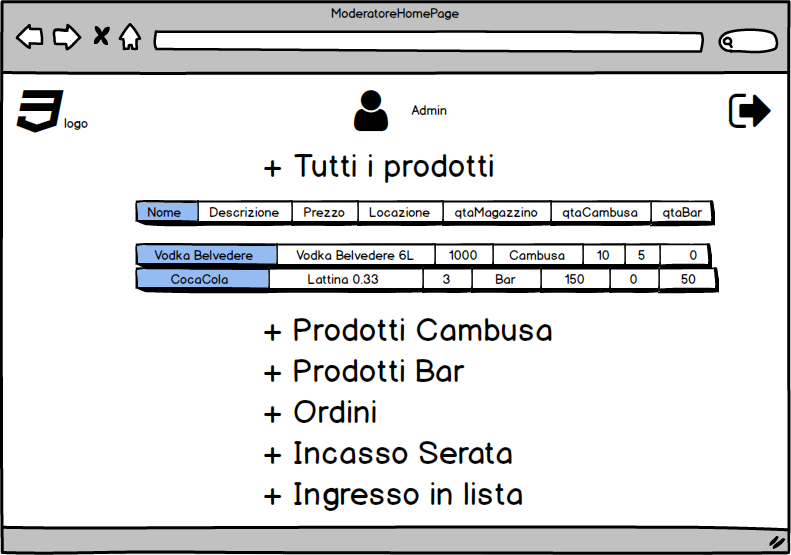 ModeratoreHomePage
logo
Admin
+ Tutti i prodotti
Nome Descrizione Prezzo Locazione qtaMagazzino qtaCambusa qtaBar
Vodka Belvedere Vodka Belvedere 6L 1000 Cambusa 10 5 0
CocaCola Lattina 0.33 3 Bar 150 0 50
+ Prodotti Cambusa
+ Prodotti Bar
+ Ordini
+ Incasso Serata
+ Ingresso in lista